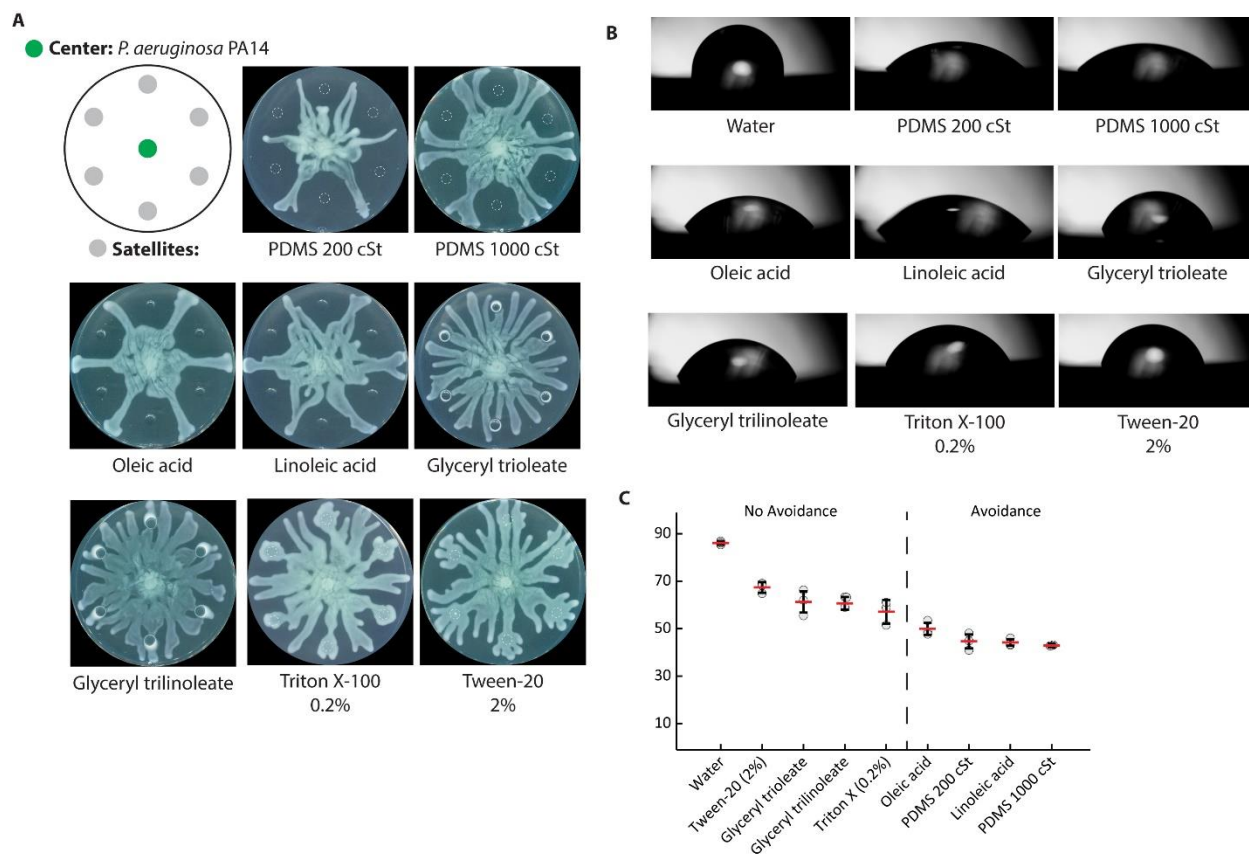 A
Center: P. aeruginosa PA14
Satellites:
PDMS 200 cSt
PDMS 1000 cSt
Oleic acid
Linoleic acid
Glyceryl trioleate
Glyceryl trilinoleate
Triton X-100
0.2%
Tween-20
2%
B
Water
PDMS 200 cSt
PDMS 1000 cSt
Oleic acid
Linoleic acid
Glyceryl trioleate
Glyceryl trilinoleate
Triton X-100
0.2%
Tween-20
2%
C
No Avoidance
Avoidance
90
70
50
30
10
Water
Tween-20 (2%)
Glyceryl trioleate
Glyceryl trilinoleate
Triton X (0.2%)
Oleic acid
PDMS 200 cSt
Linoleic acid
PDMS 1000 cSt